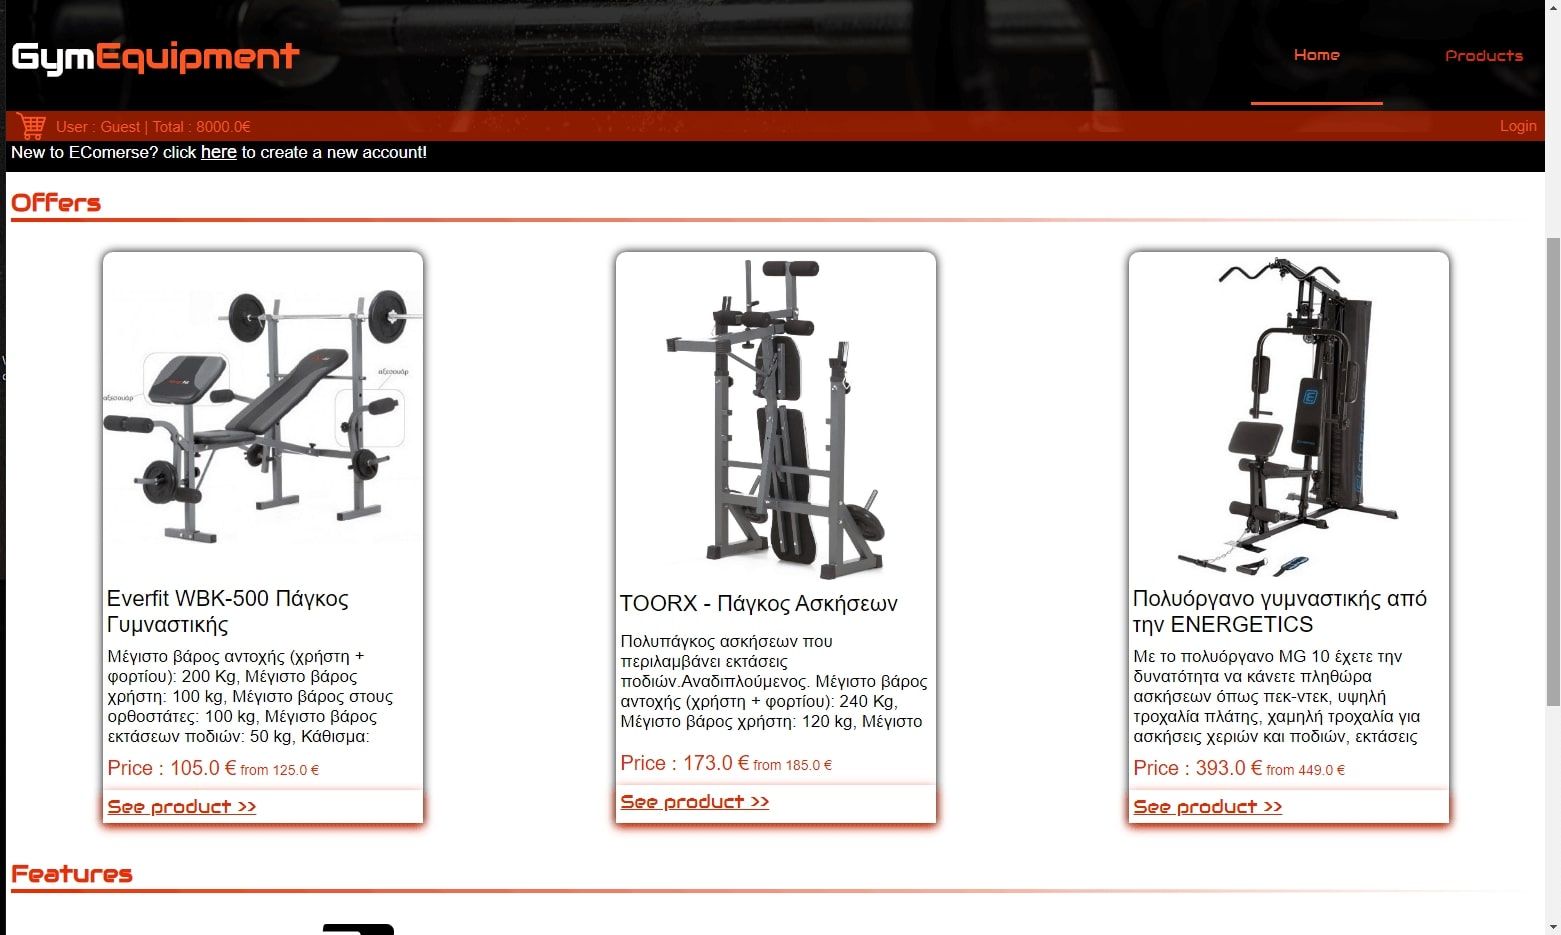 GymEquipment
Home
Products
User : Guest | Total : 8000.0€
Login
New to EComerse? click here to create a new account!
Offers
αξεσουάρ
αξεσουάρ
Everfit WBK-500 Πάγκος
Γυμναστικής
Μέγιστο βάρος αντοχής (χρήστη +
φορτίου): 200 Kg, Μέγιστο βάρος
χρήστη: 100 kg, Μέγιστο βάρος στους
ορθοστάτες: 100 kg, Μέγιστο βάρος
εκτάσεων ποδιών: 50 kg, Κάθισμα:
Price : 105.0 € from 125.0 €
See product >>
TOORX - Πάγκος Ασκήσεων
Πολυπάγκος ασκήσεων που
περιλαμβάνει εκτάσεις
ποδιών.Αναδιπλούμενος. Μέγιστο βάρος
αντοχής (χρήστη + φορτίου): 240 Kg,
Μέγιστο βάρος χρήστη: 120 kg, Μέγιστο
Price : 173.0 € from 185.0 €
See product >>
Πολυόργανο γυμναστικής από
την ENERGETICS
Με το πολυόργανο MG 10 έχετε την
δυνατότητα να κάνετε πληθώρα
ασκήσεων όπως πεκ-ντεκ, υψηλή
τροχαλία πλάτης, χαμηλή τροχαλία για
ασκήσεις χεριών και ποδιών, εκτάσεις
Price : 393.0 € from 449.0 €
See product >>
Features